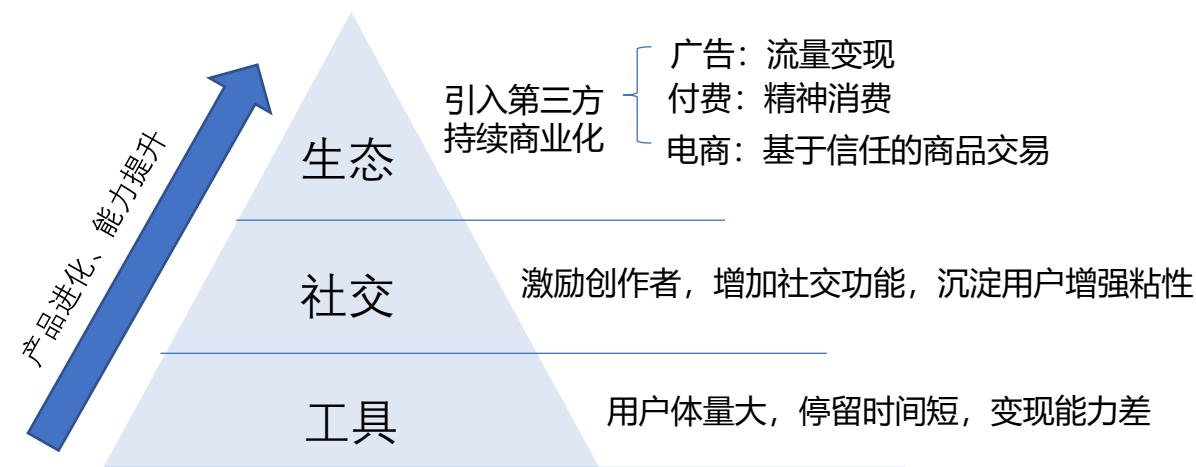 广告：流量变现
引入第三方
持续商业化
付费：精神消费
电商：基于信任的商品交易
生态
产品进化、能力提升
社交
激励创作者，增加社交功能，沉淀用户增强粘性
工具
用户体量大，停留时间短，变现能力差